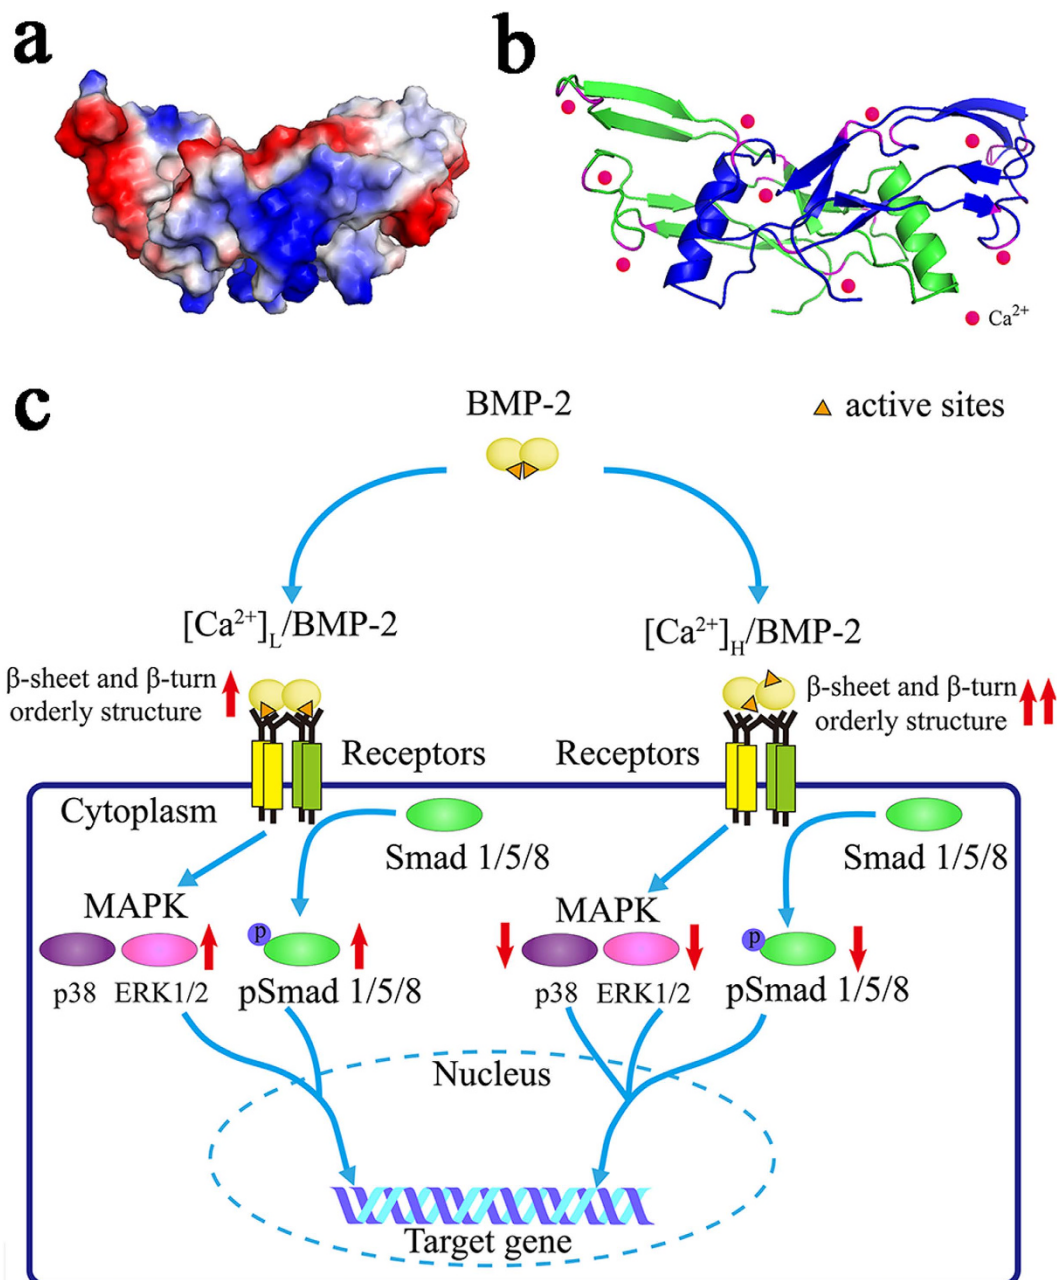 a
b
Ca²⁺
c
BMP-2
active sites
[Ca²⁺]L/BMP-2
[Ca²⁺]H/BMP-2
β-sheet and β-turn
orderly structure
β-sheet and β-turn
orderly structure
Receptors
Receptors
Cytoplasm
Smad 1/5/8
Smad 1/5/8
MAPK
MAPK
p
p
p38
ERK1/2
pSmad 1/5/8
p38
ERK1/2
pSmad 1/5/8
Nucleus
Target gene